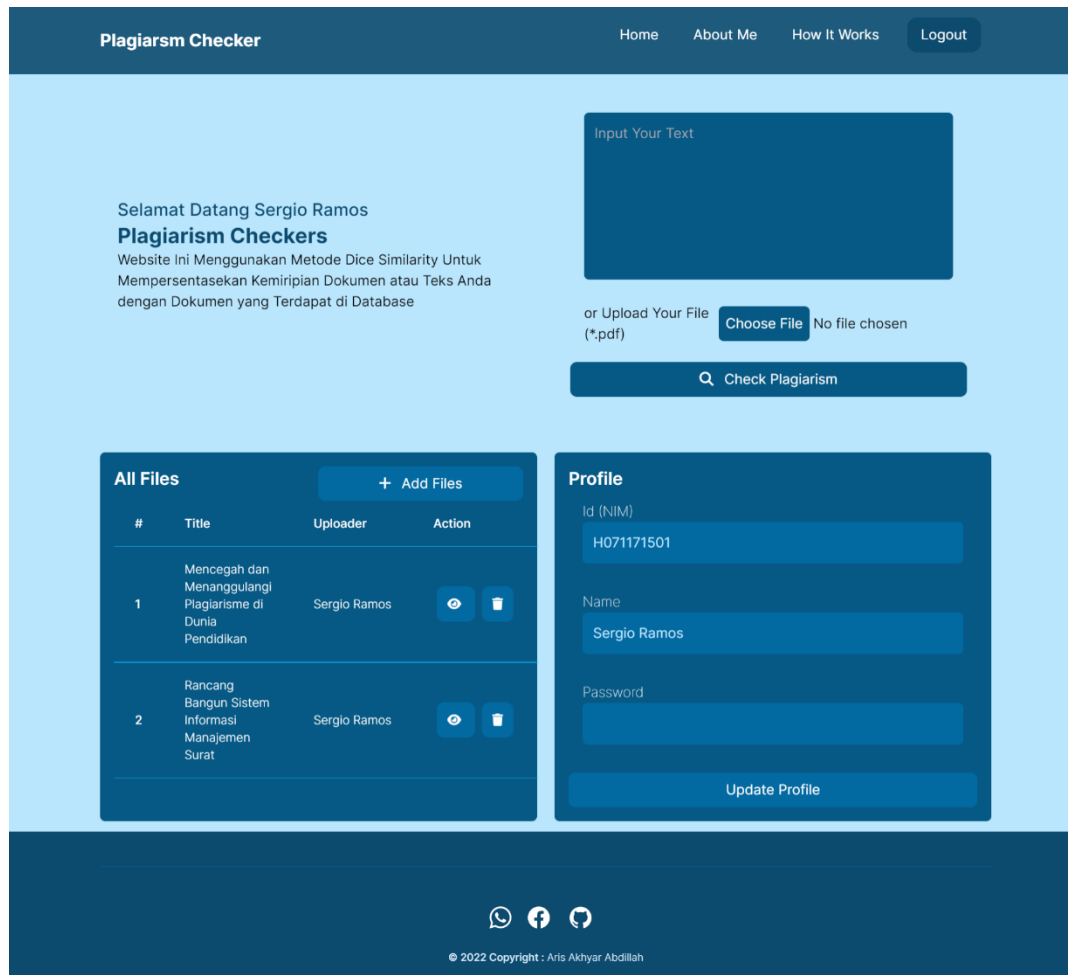 Plagiarsm Checker
Home About Me How It Works Logout
Input Your Text
Selamat Datang Sergio Ramos
Plagiarism Checkers
Website Ini Menggunakan Metode Dice Similarity Untuk
Mempersentasekan Kemiripian Dokumen atau Teks Anda
dengan Dokumen yang Terdapat di Database
or Upload Your File
(*.pdf)
Choose File No file chosen
Check Plagiarism
All Files
+ Add Files
# Title Uploader Action
1
Mencegah dan
Menanggulangi
Plagiarisme di
Dunia
Pendidikan
Sergio Ramos
2
Rancang
Bangun Sistem
Informasi
Manajemen
Surat
Sergio Ramos
Profile
Id (NIM)
H071171501
Name
Sergio Ramos
Password
Update Profile
© 2022 Copyright : Aris Akhyar Abdillah